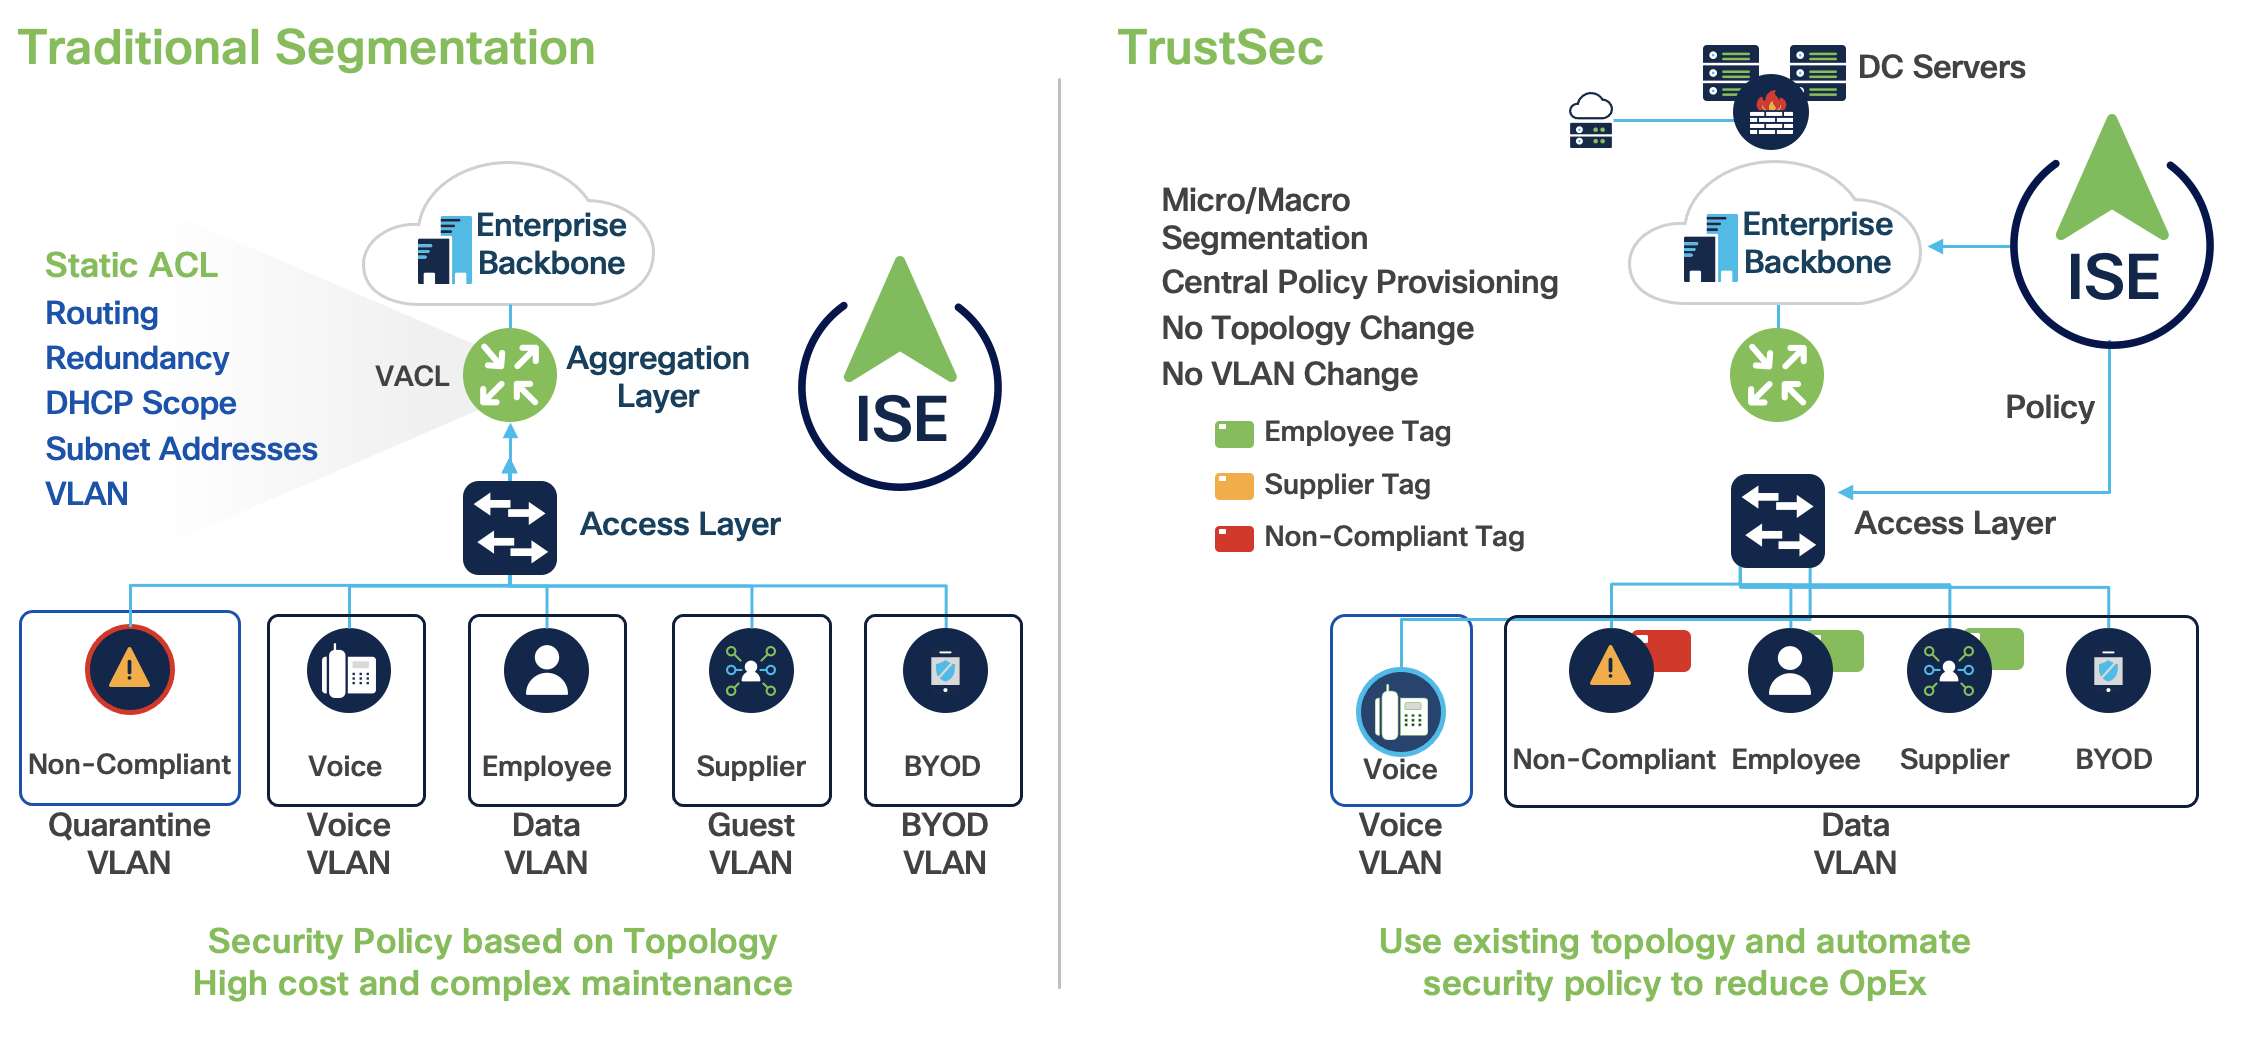 Traditional Segmentation
Enterprise
Backbone
Static ACL
Routing
Redundancy
DHCP Scope
Subnet Addresses
VLAN
VACL
Aggregation
Layer
ISE
Access Layer
Non-Compliant
Voice
Employee
Supplier
BYOD
Quarantine
VLAN
Voice
VLAN
Data
VLAN
Guest
VLAN
BYOD
VLAN
Security Policy based on Topology
High cost and complex maintenance
TrustSec
DC Servers
Micro/Macro
Segmentation
Central Policy Provisioning
No Topology Change
No VLAN Change
Enterprise
Backbone
ISE
Policy
Employee Tag
Supplier Tag
Non-Compliant Tag
Access Layer
Voice
Non-Compliant
Employee
Supplier
BYOD
Voice
VLAN
Data
VLAN
Use existing topology and automate
security policy to reduce OpEx